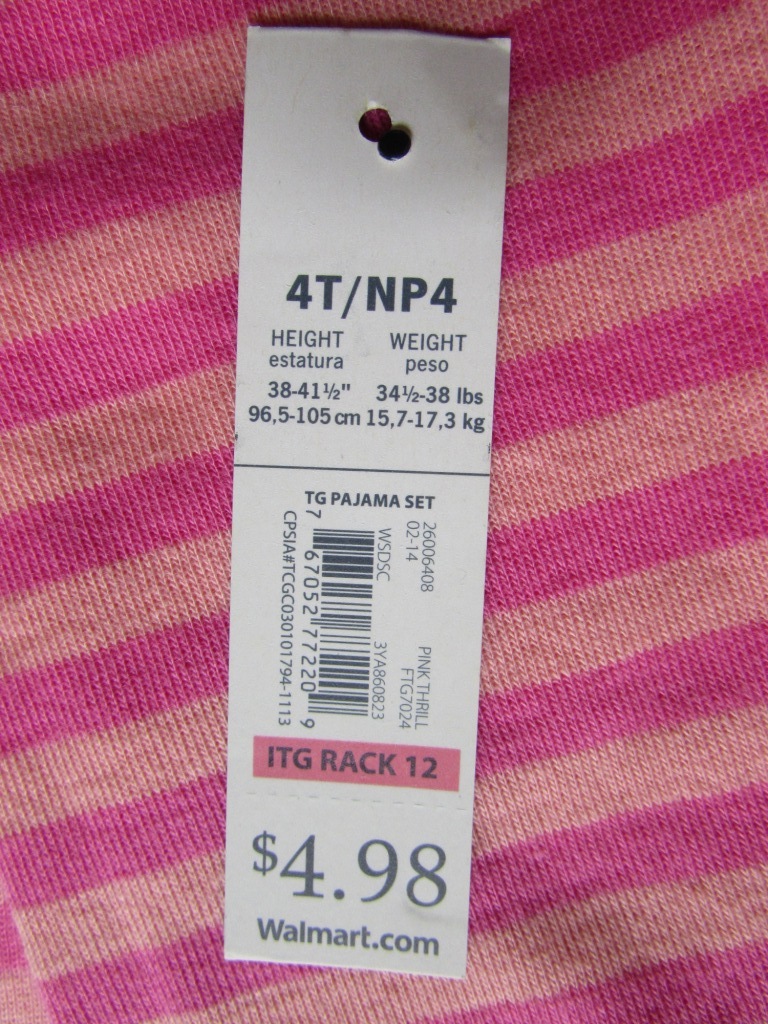 4T/NP4
HEIGHT WEIGHT
estatura peso
38-41½" 34½-38 lbs
96,5-105 cm 15,7-17,3 kg
TG PAJAMA SET
26006408 PINK THRILL
02-14 FTG7024
WSDSC 3YA860823
7 67052 77220 9
CPSIA#TCGC030101794-1113
ITG RACK 12
$4.98
Walmart.com